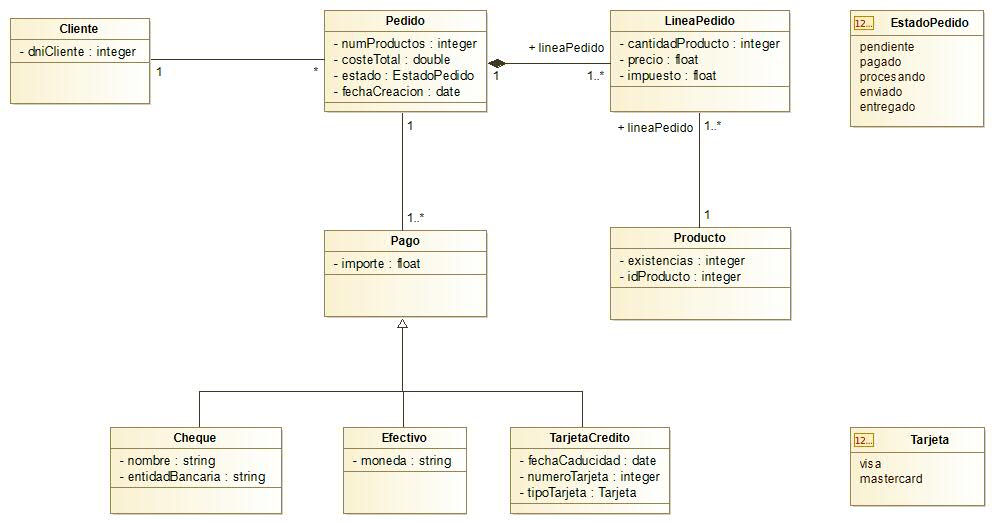 Cliente
- dniCliente : integer
1
*
Pedido
- numProductos : integer
- costeTotal : double
- estado : EstadoPedido
- fechaCreacion : date
1
+ lineaPedido
1..*
LineaPedido
- cantidadProducto : integer
- precio : float
- impuesto : float
12...
EstadoPedido
pendiente
pagado
procesando
enviado
entregado
1
1..*
+ lineaPedido
1..*
1
Pago
- importe : float
Producto
- existencias : integer
- idProducto : integer
Cheque
- nombre : string
- entidadBancaria : string
Efectivo
- moneda : string
TarjetaCredito
- fechaCaducidad : date
- numeroTarjeta : integer
- tipoTarjeta : Tarjeta
12...
Tarjeta
visa
mastercard